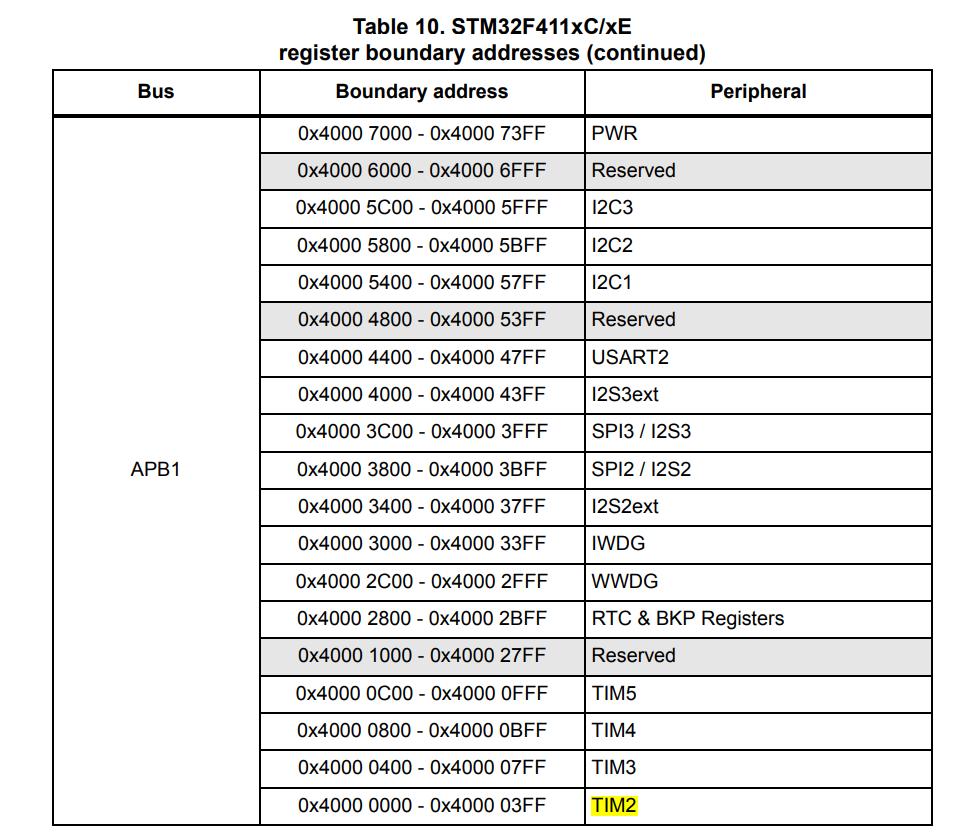 Table 10. STM32F411xC/xE
register boundary addresses (continued)
Bus Boundary address Peripheral
APB1
0x4000 7000 - 0x4000 73FF PWR
0x4000 6000 - 0x4000 6FFF Reserved
0x4000 5C00 - 0x4000 5FFF I2C3
0x4000 5800 - 0x4000 5BFF I2C2
0x4000 5400 - 0x4000 57FF I2C1
0x4000 4800 - 0x4000 53FF Reserved
0x4000 4400 - 0x4000 47FF USART2
0x4000 4000 - 0x4000 43FF I2S3ext
0x4000 3C00 - 0x4000 3FFF SPI3 / I2S3
0x4000 3800 - 0x4000 3BFF SPI2 / I2S2
0x4000 3400 - 0x4000 37FF I2S2ext
0x4000 3000 - 0x4000 33FF IWDG
0x4000 2C00 - 0x4000 2FFF WWDG
0x4000 2800 - 0x4000 2BFF RTC & BKP Registers
0x4000 1000 - 0x4000 27FF Reserved
0x4000 0C00 - 0x4000 0FFF TIM5
0x4000 0800 - 0x4000 0BFF TIM4
0x4000 0400 - 0x4000 07FF TIM3
0x4000 0000 - 0x4000 03FF TIM2